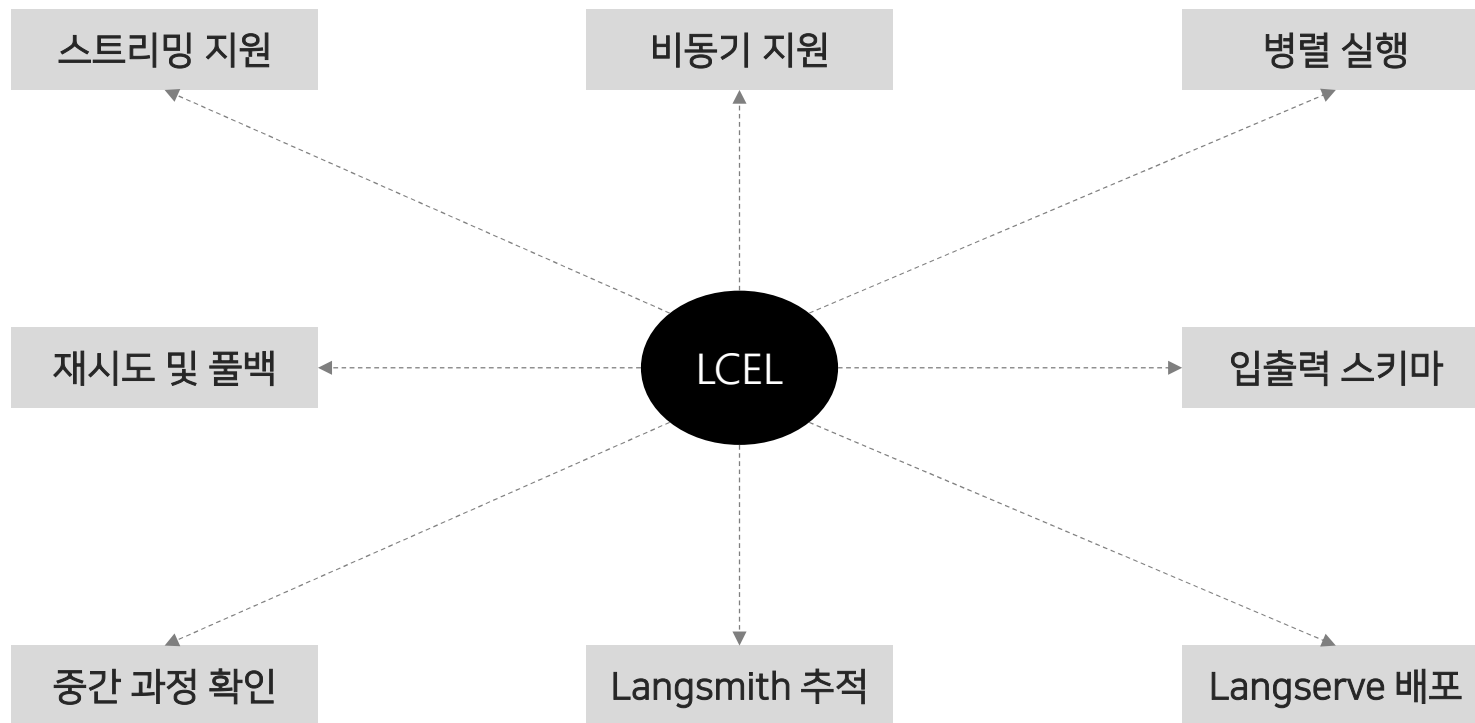 스트리밍 지원
비동기 지원
병렬 실행
재시도 및 풀백
LCEL
입출력 스키마
중간 과정 확인
Langsmith 추적
Langserve 배포